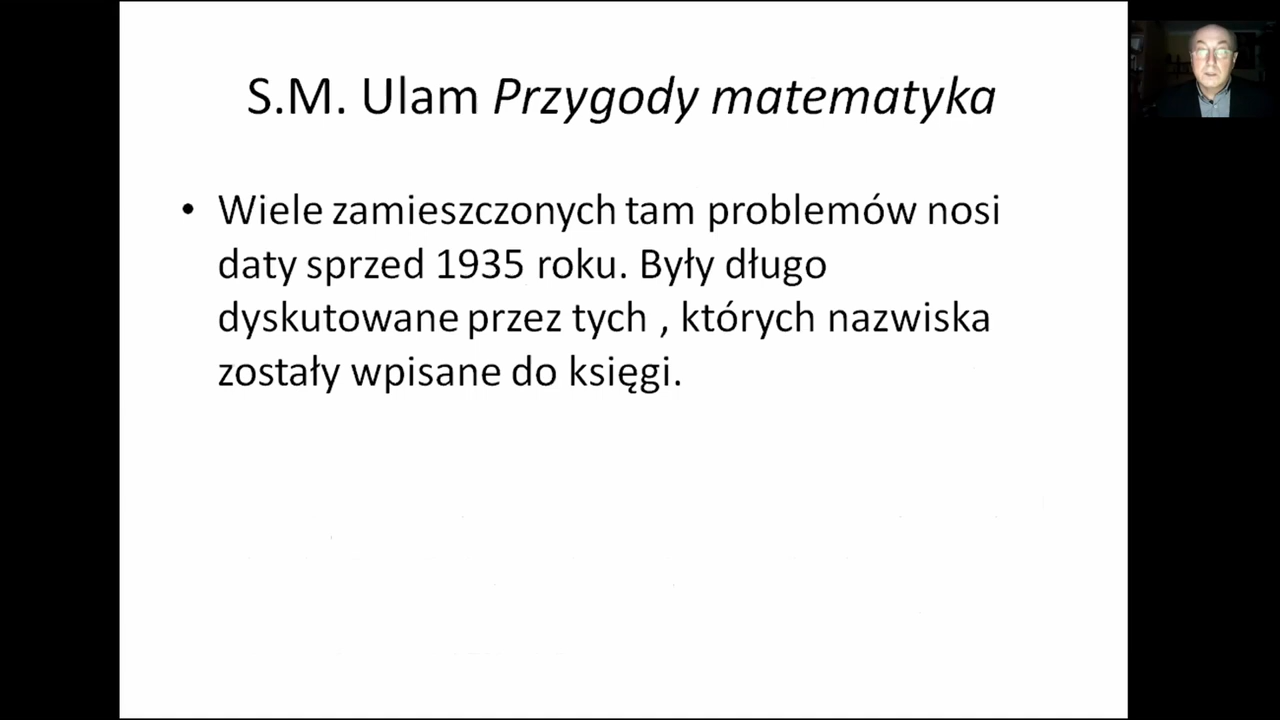 S.M. Ulam Przygody matematyka
• Wiele zamieszczonych tam problemów nosi
daty sprzed 1935 roku. Były długo
dyskutowane przez tych , których nazwiska
zostały wpisane do księgi.